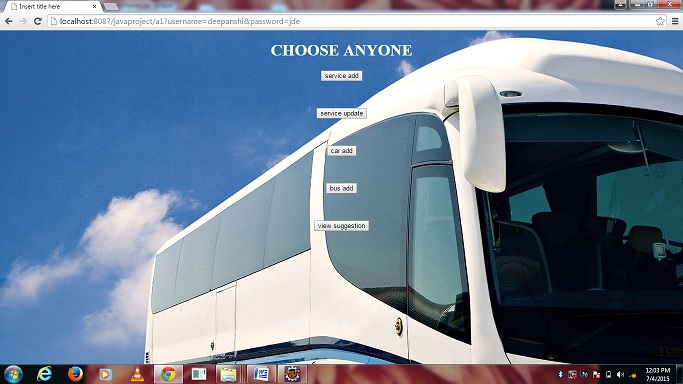 Insert title here
localhost:8087/javaproject/a1?username=deepanshi&password=jde
CHOOSE ANYONE
service add
service update
car add
bus add
view suggestion
12:03 PM
7/4/2015